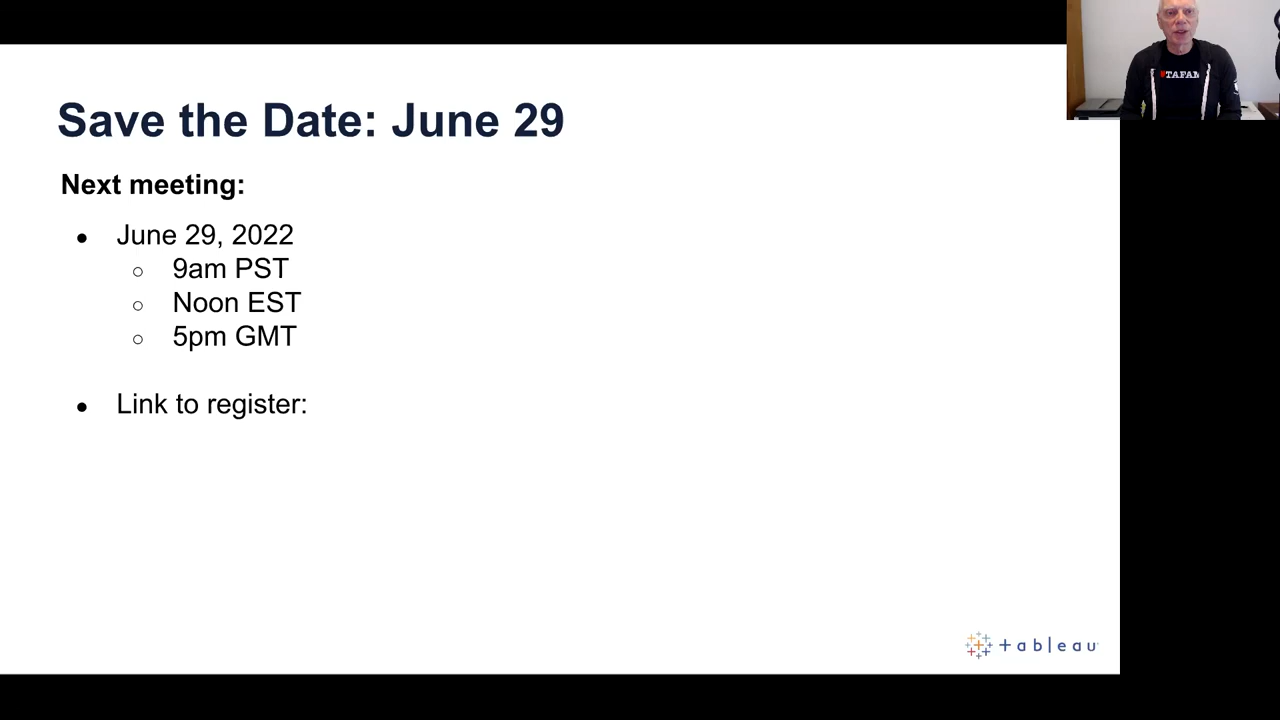 Save the Date: June 29
Next meeting:
● June 29, 2022
○ 9am PST
○ Noon EST
○ 5pm GMT
● Link to register:
+ableau